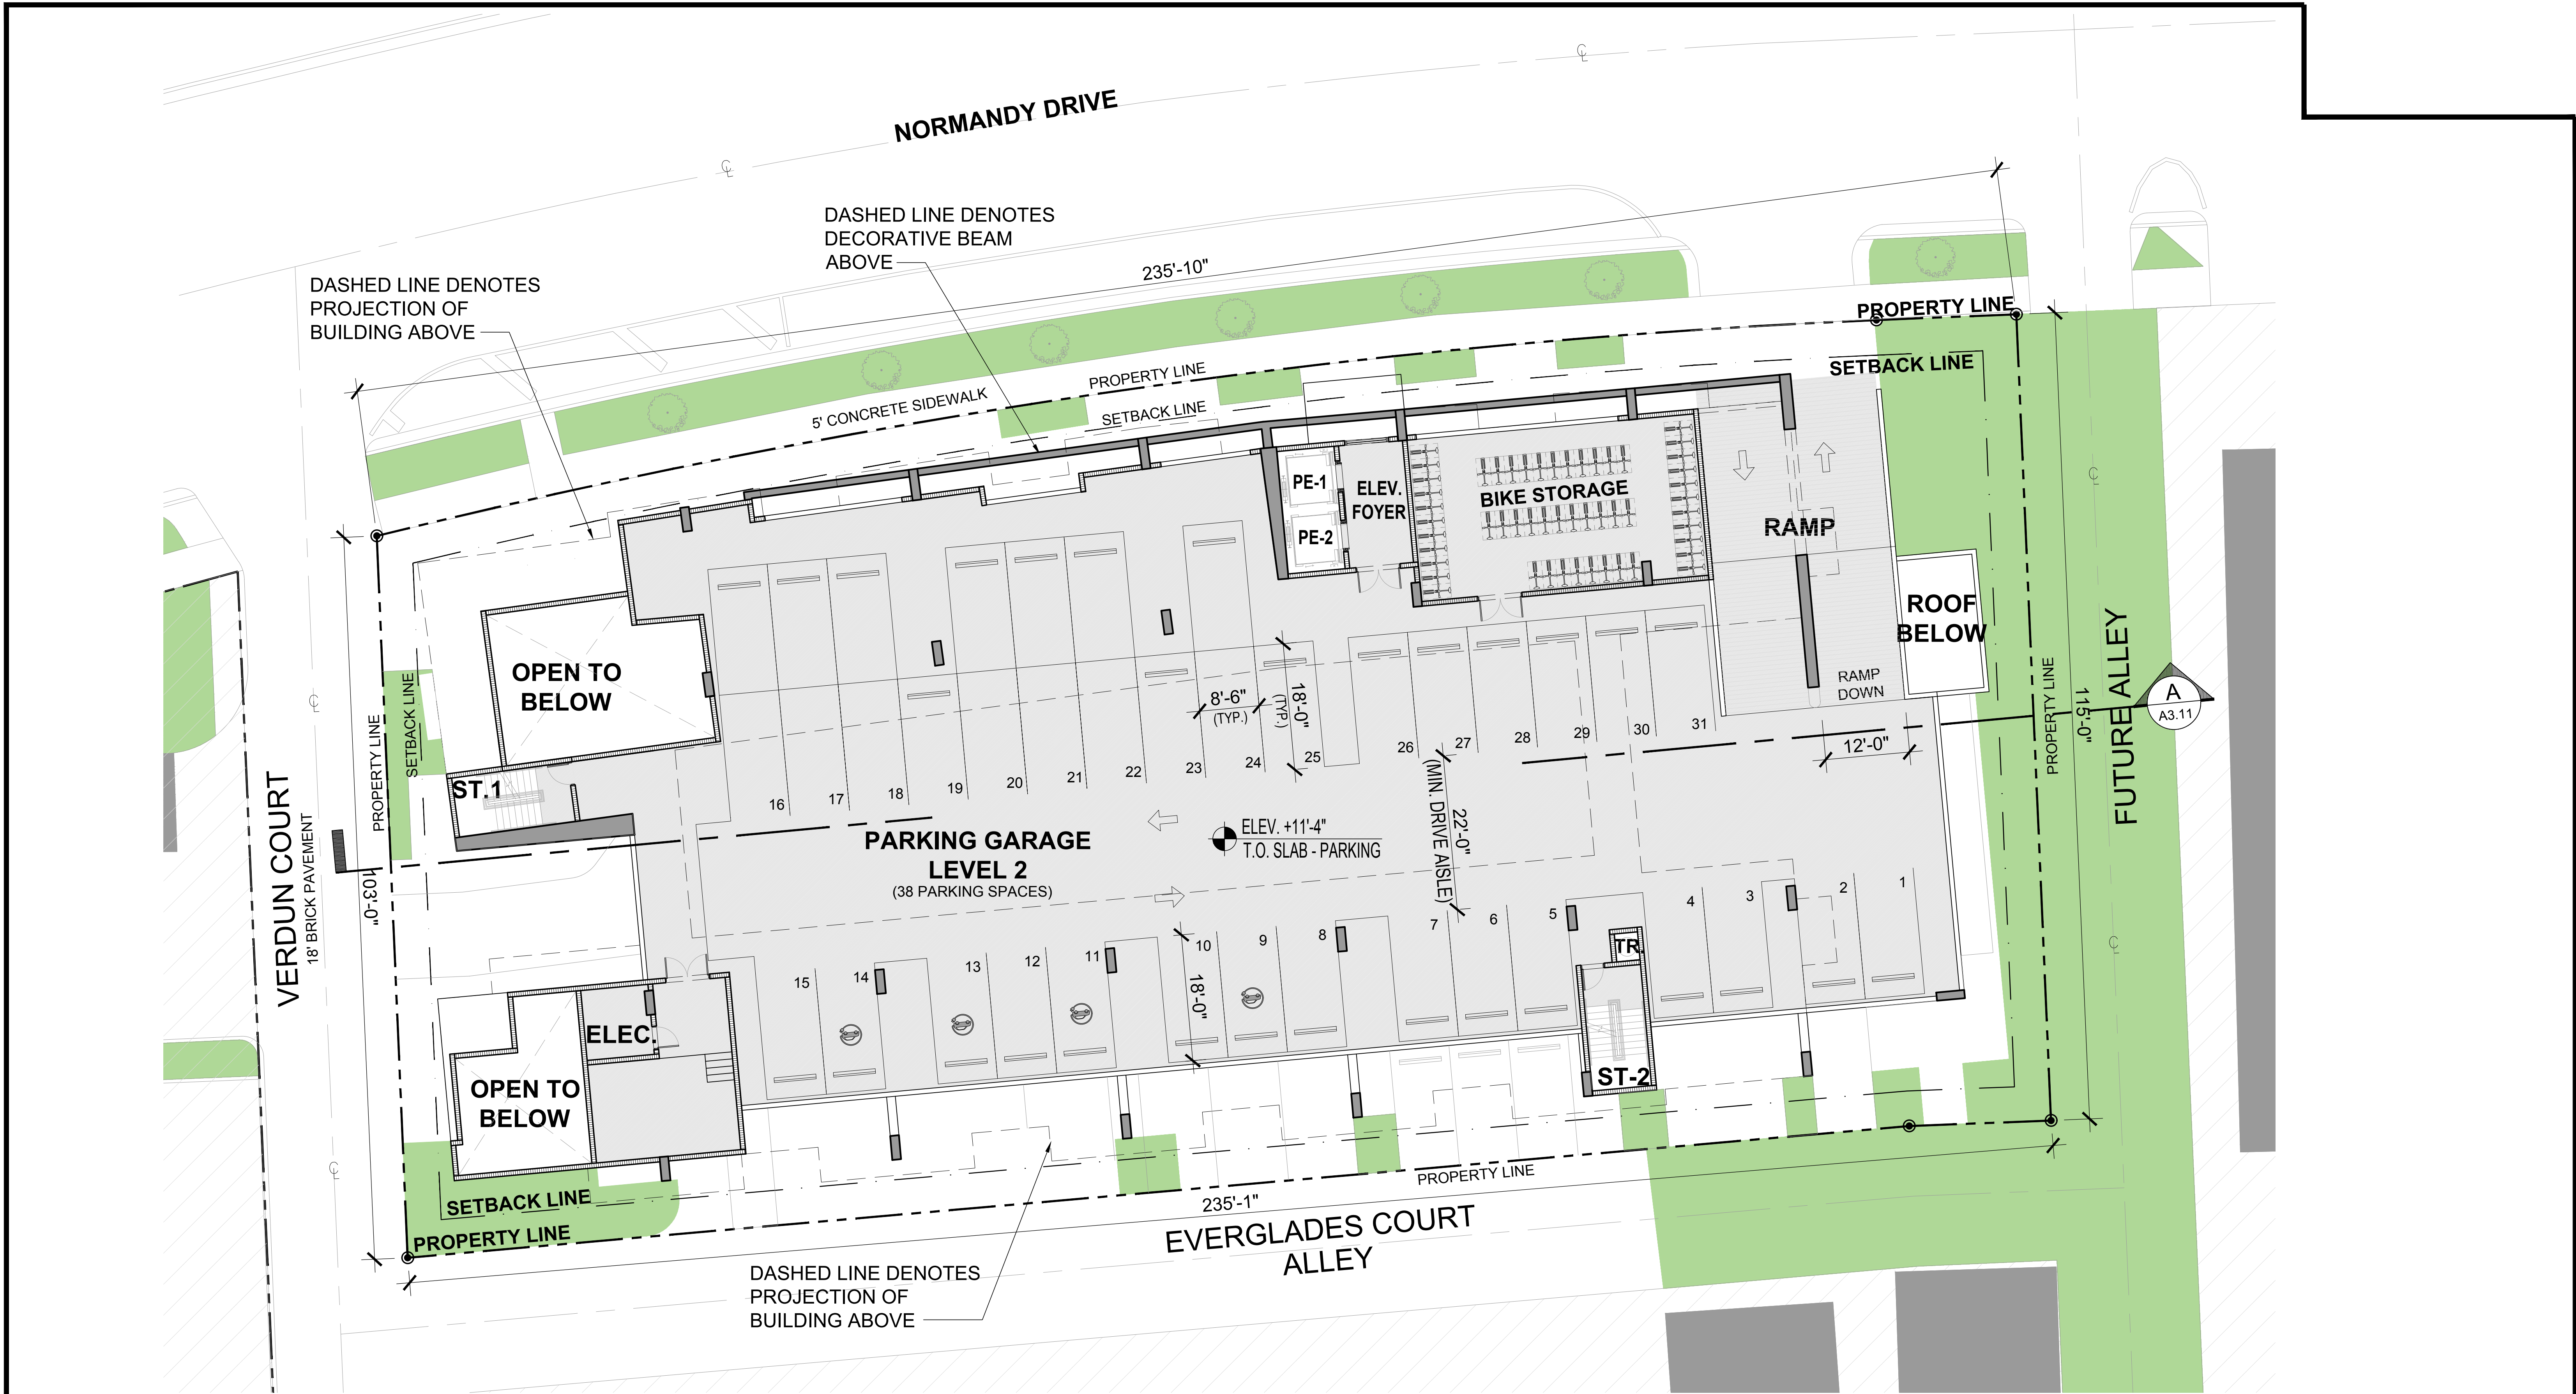 NORMANDY DRIVE
DASHED LINE DENOTES
DECORATIVE BEAM
ABOVE
DASHED LINE DENOTES
PROJECTION OF
BUILDING ABOVE
235'-10"
PROPERTY LINE
SETBACK LINE
PROPERTY LINE
5' CONCRETE SIDEWALK
SETBACK LINE
PE-1
PE-2
ELEV.
FOYER
BIKE STORAGE
RAMP
ROOF
BELOW
RAMP
DOWN
OPEN TO
BELOW
SETBACK LINE
PROPERTY LINE
8'-6"
(TYP.)
18'-0"
(TYP.)
16
17
18
19
20
21
22
23
24
25
26
27
28
29
30
31
12'-0"
PROPERTY LINE
115'-0"
FUTURE ALLEY
A
A3.11
ST.1
VERDUN COURT
18' BRICK PAVEMENT
103'-0"
PARKING GARAGE
LEVEL 2
(38 PARKING SPACES)
ELEV. +11'-4"
T.O. SLAB - PARKING
22'-0"
(MIN. DRIVE AISLE)
15
14
13
12
11
10
9
8
7
6
5
4
3
2
1
18'-0"
TR.
ST-2
ELEC.
OPEN TO
BELOW
SETBACK LINE
PROPERTY LINE
PROPERTY LINE
235'-1"
EVERGLADES COURT
ALLEY
DASHED LINE DENOTES
PROJECTION OF
BUILDING ABOVE